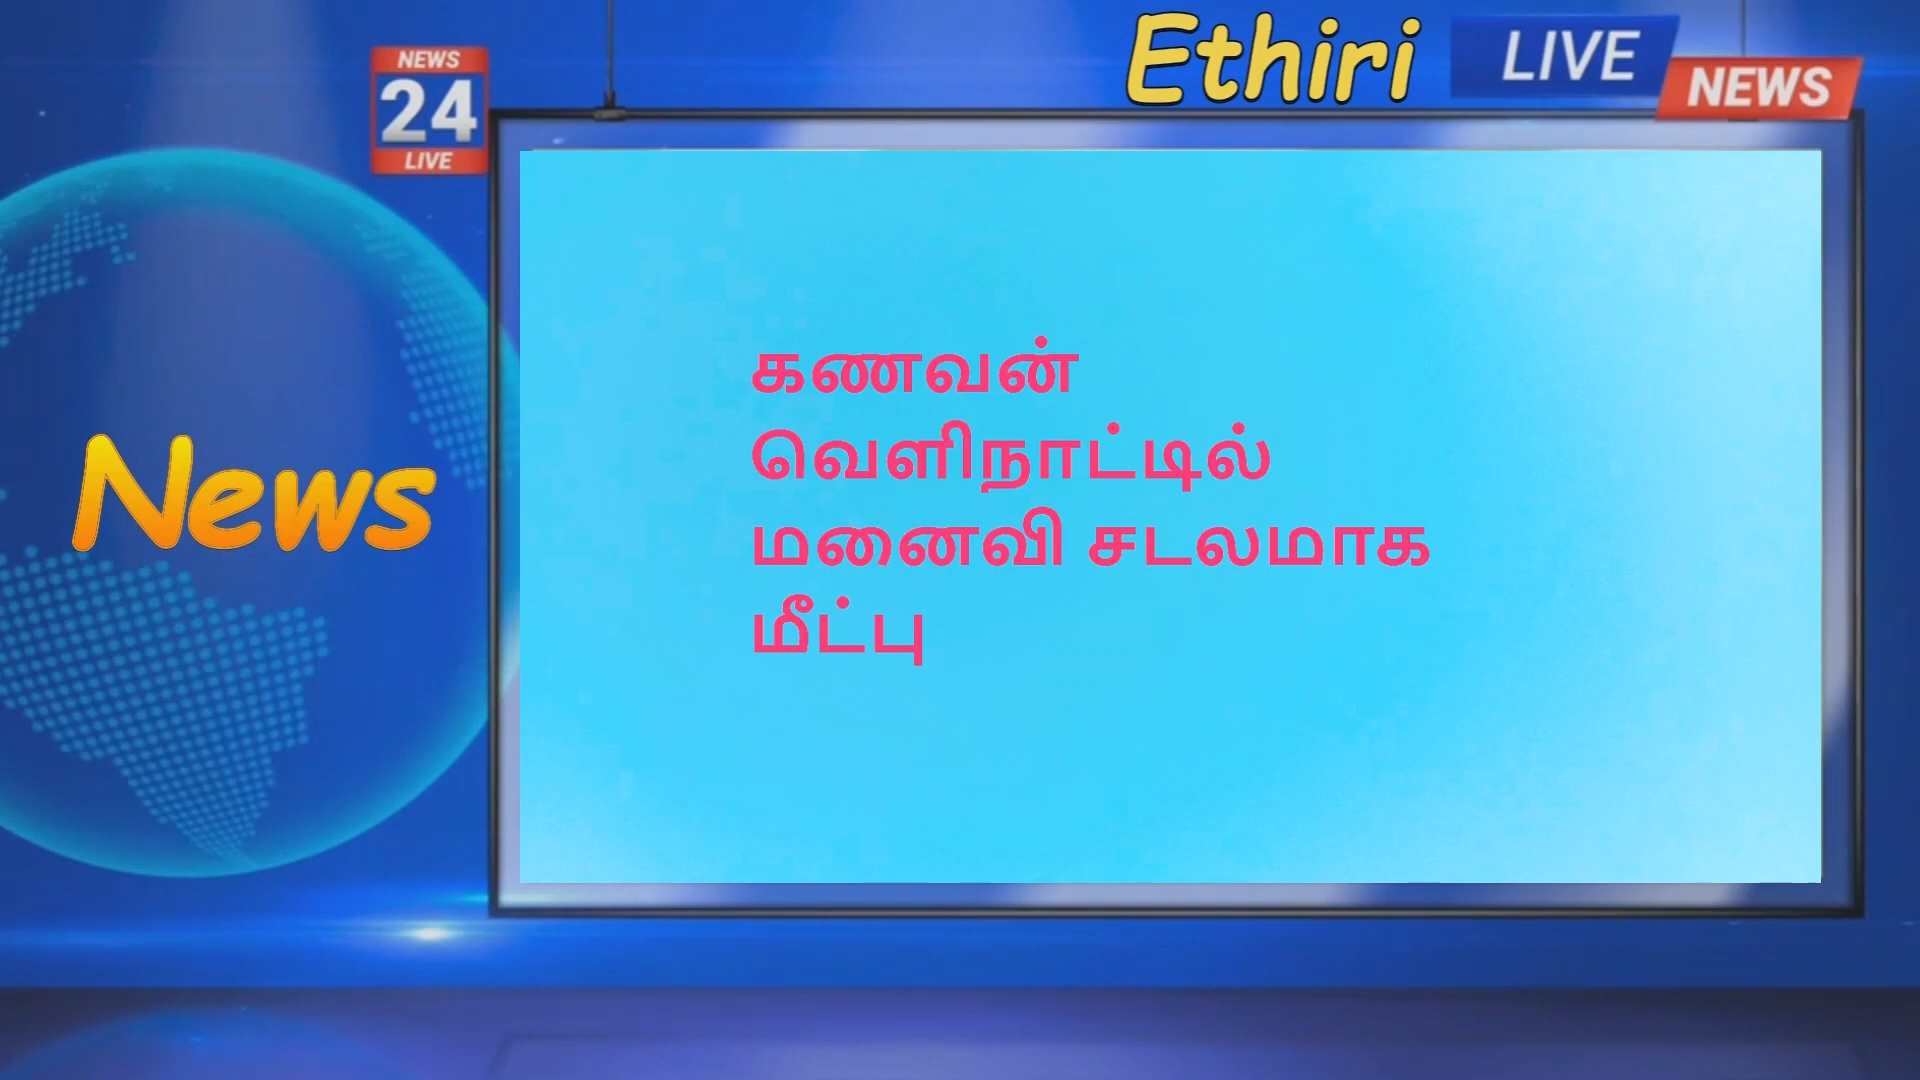 NEWS
24
LIVE
Ethiri
LIVE
NEWS
News
கணவன்
வெளிநாட்டில்
மனைவி சடலமாக
மீட்பு